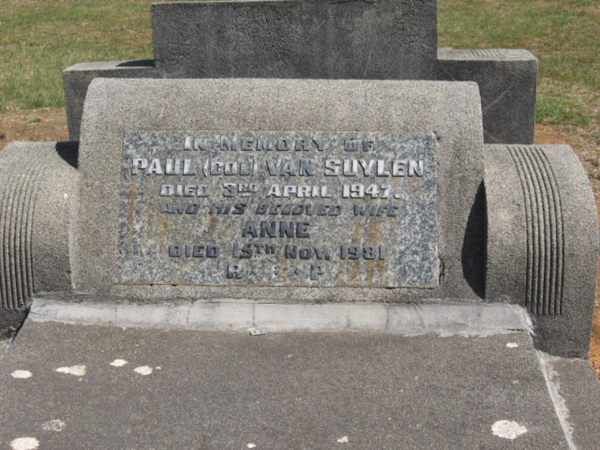 IN MEMORY OF
PAUL (COL) VAN SUYLEN
DIED 3RD APRIL 1947.
AND HIS BELOVED WIFE
ANNE
DIED 15TH NOV. 1981
R · I · P